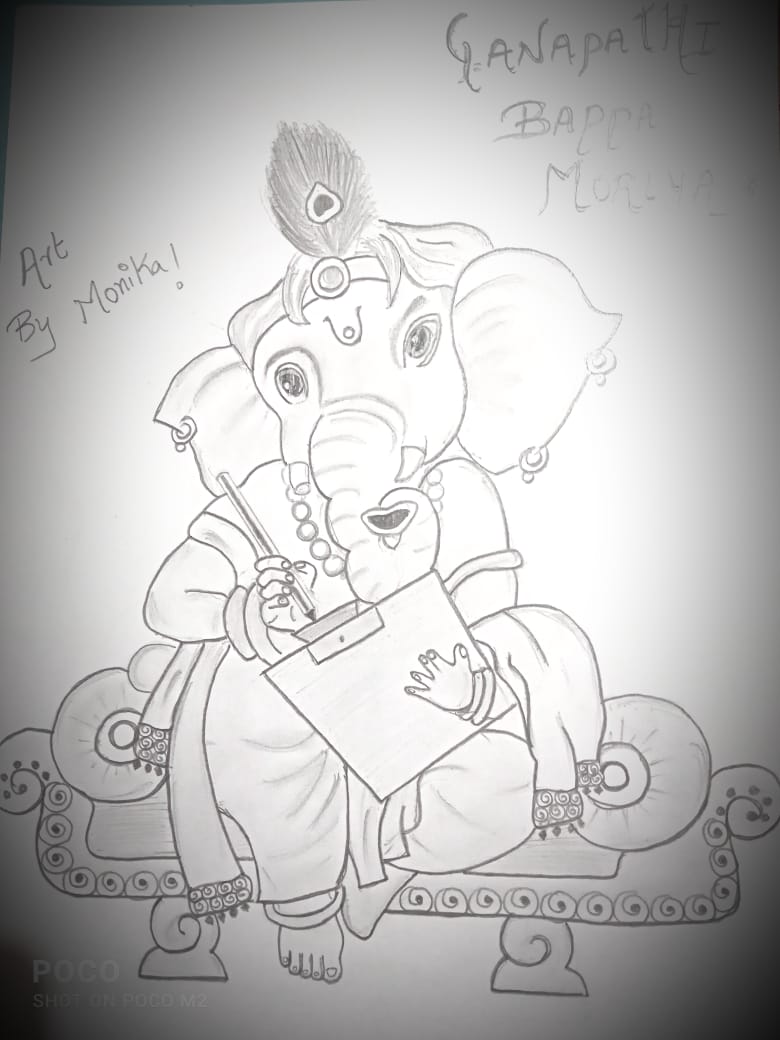 GANAPATHI
BAPPA
MORIYA
Art
By Monika!
POCO
SHOT ON POCO M2